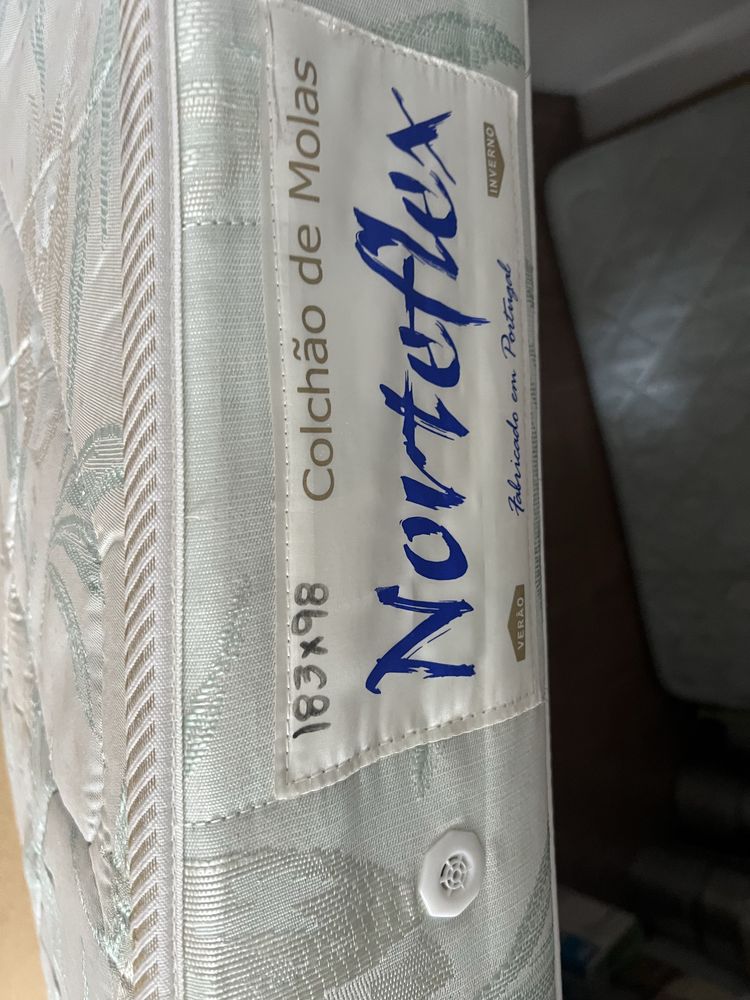 183x98 Colchão de Molas
Norteflex
Fabricado em Portugal
VERÃO INVERNO